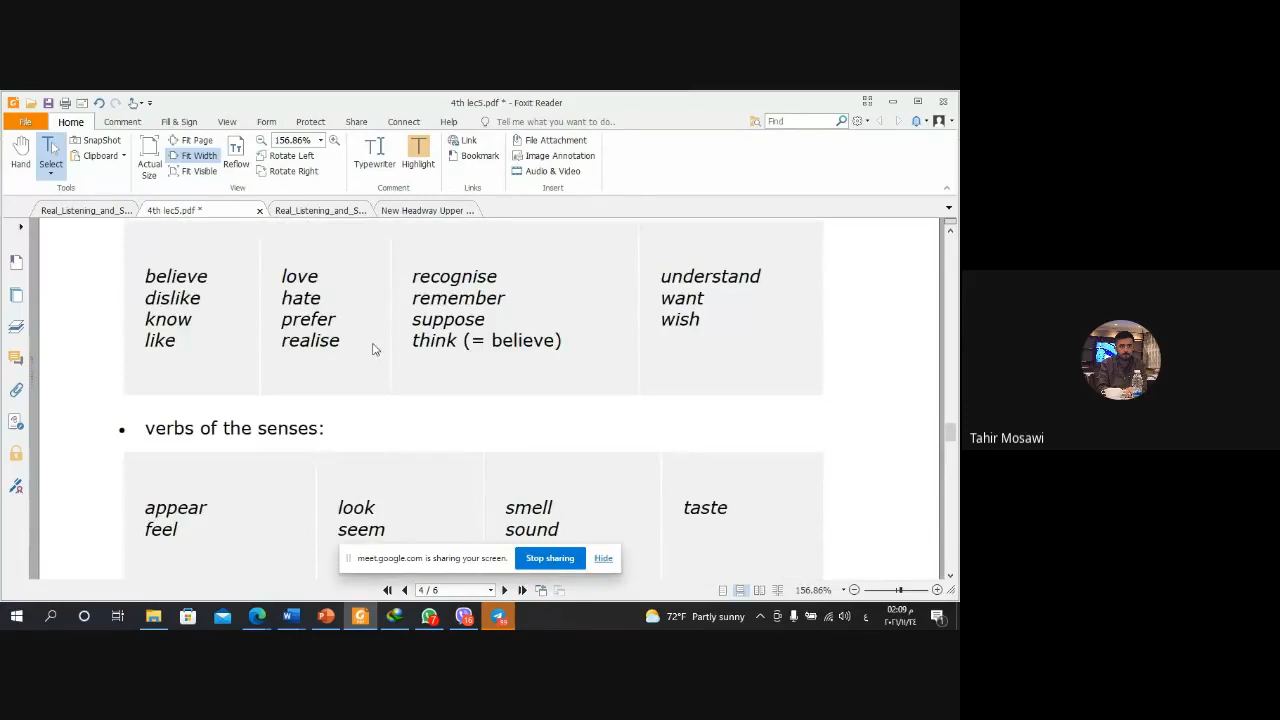 4th lec5.pdf * - Foxit Reader
File Home Comment Fill & Sign View Form Protect Share Connect Help Tell me what you want to do.. Find
Hand Select SnapShot Clipboard Actual Size Fit Page Fit Width Fit Visible Reflow 156.86% Rotate Left Rotate Right Typewriter Highlight Link Bookmark File Attachment Image Annotation Audio & Video
Tools View Comment Links Insert
Real_Listening_and_S... 4th lec5.pdf * Real_Listening_and_S... New Headway Upper ...
believe love recognise understand
dislike hate remember want
know prefer suppose wish
like realise think (= believe)
• verbs of the senses:
appear look smell taste
feel seem sound
meet.google.com is sharing your screen. Stop sharing Hide
4 / 6 156.86%
72°F Partly sunny ع 02:09 م
٢٠٢١/١١/٢٤
Tahir Mosawi